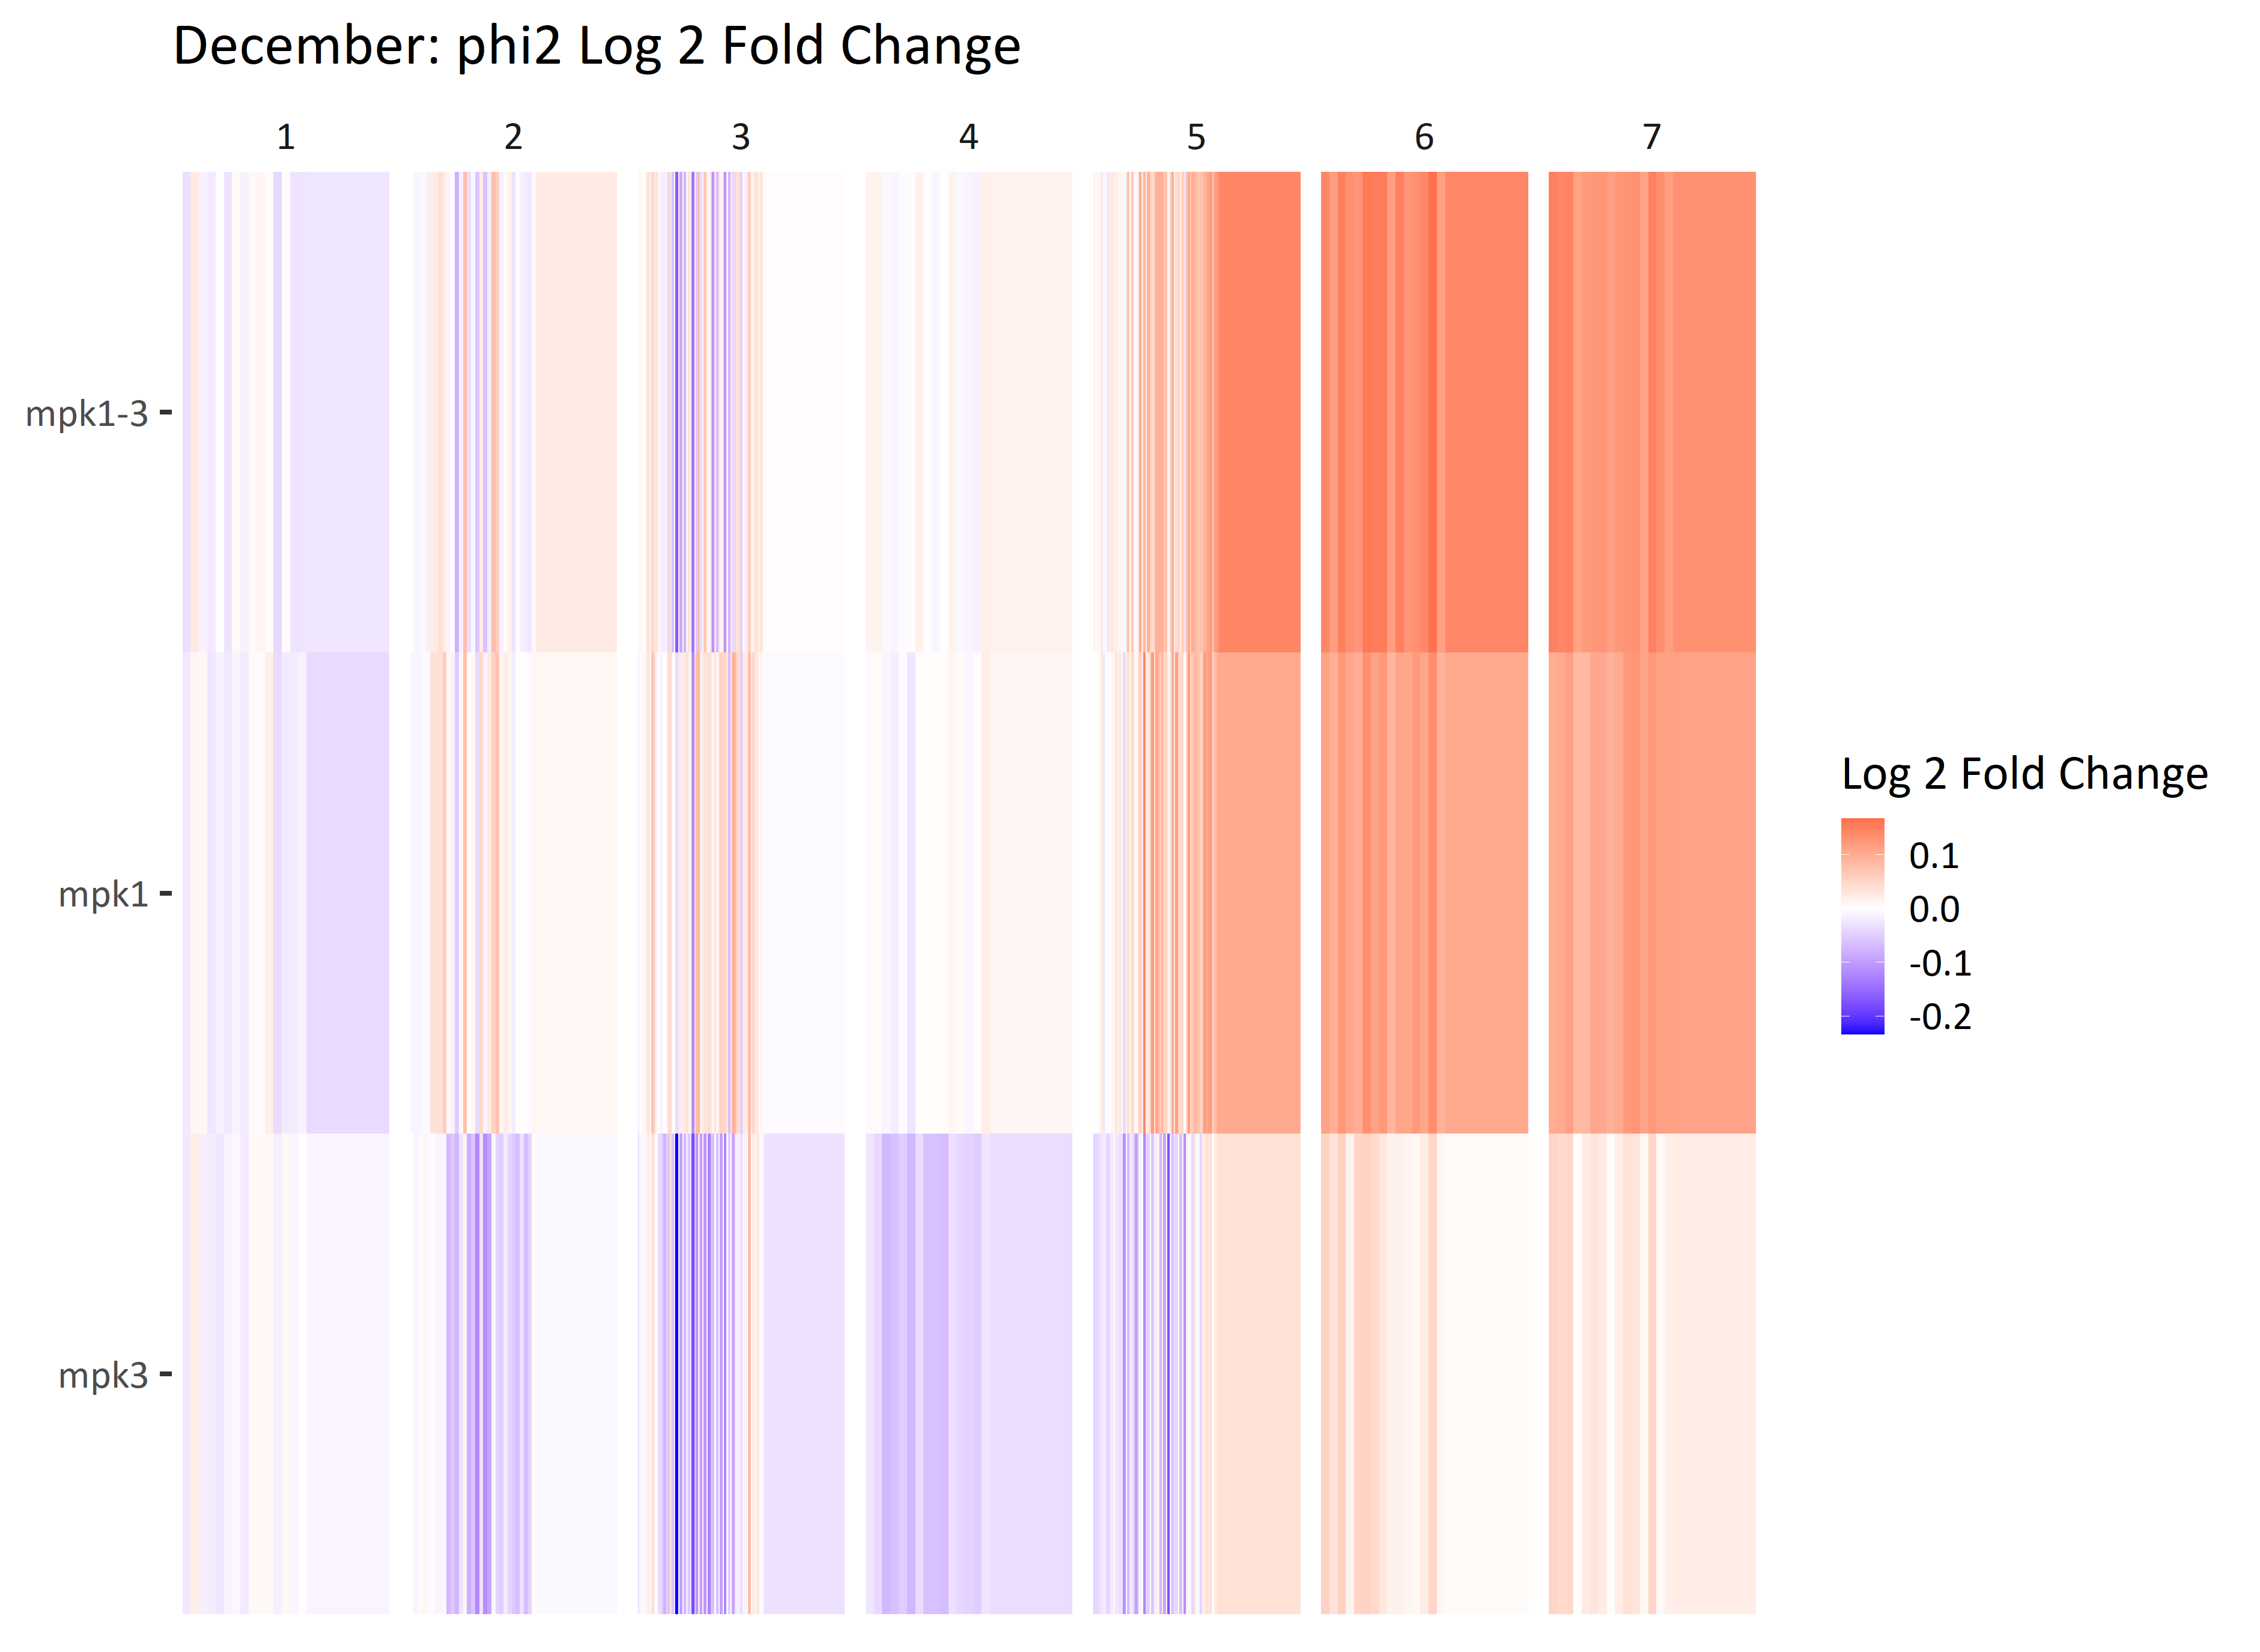 December: phi2 Log 2 Fold Change
1 2 3 4 5 6 7
mpk1-3
mpk1
mpk3
Log 2 Fold Change
0.1
0.0
-0.1
-0.2